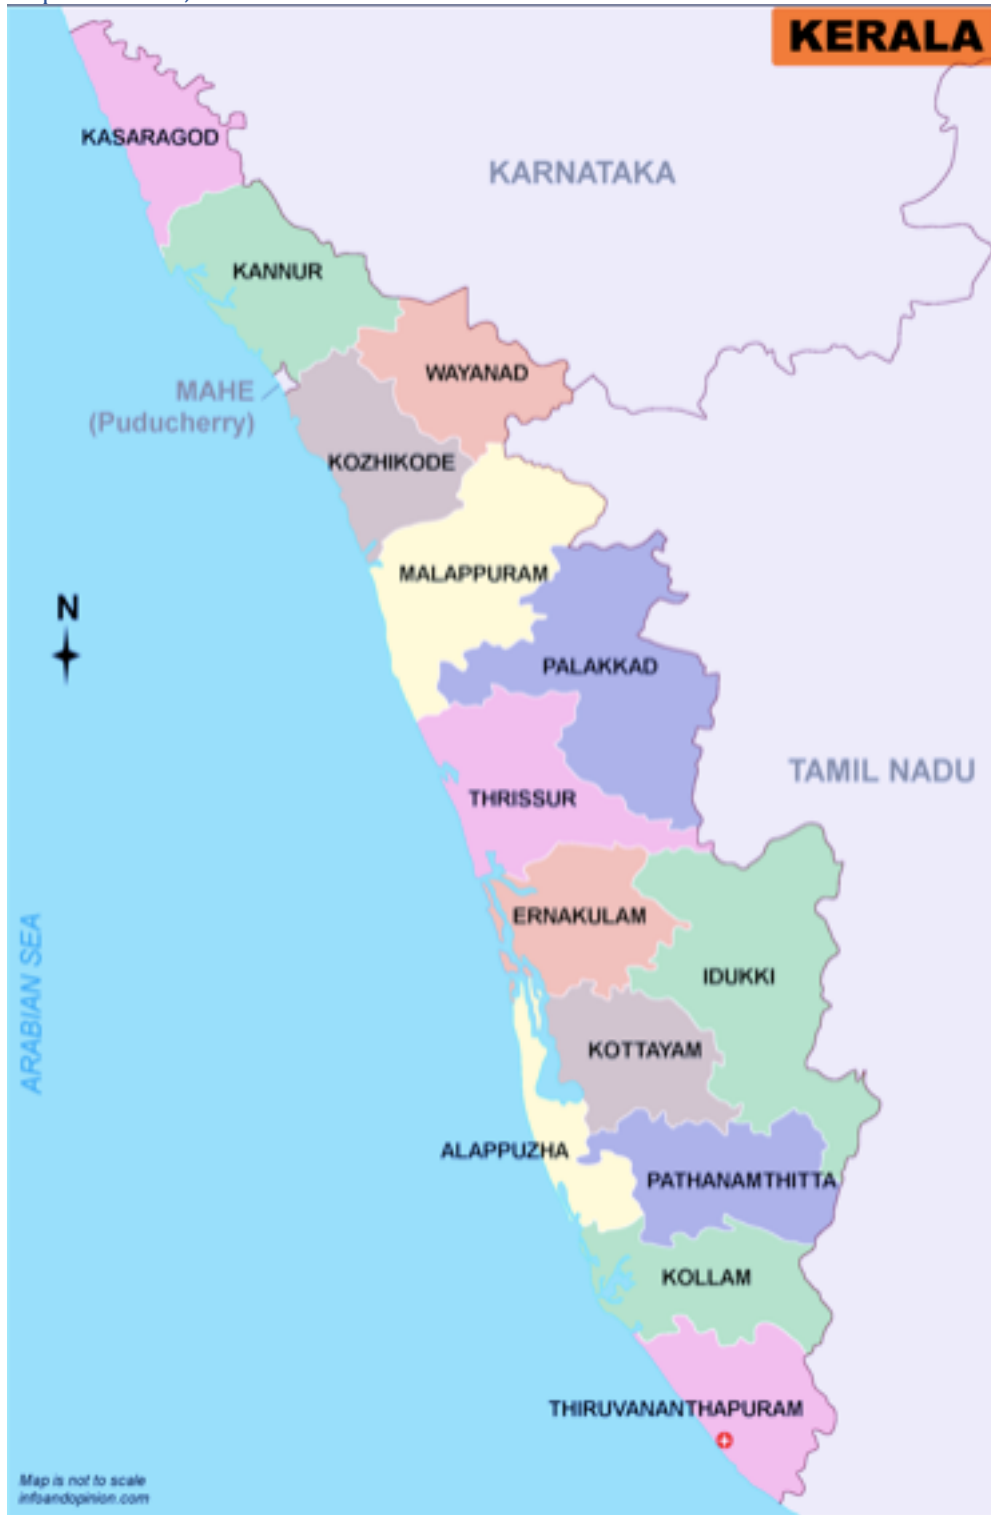 KERALA
KASARAGOD
KARNATAKA
KANNUR
WAYANAD
MAHE
(Puducherry)
KOZHIKODE
MALAPPURAM
N
PALAKKAD
TAMIL NADU
THRISSUR
ERNAKULAM
ARABIAN SEA
IDUKKI
KOTTAYAM
ALAPPUZHA
PATHANAMTHITTA
KOLLAM
THIRUVANANTHAPURAM
Map is not to scale
infoandopinion.com